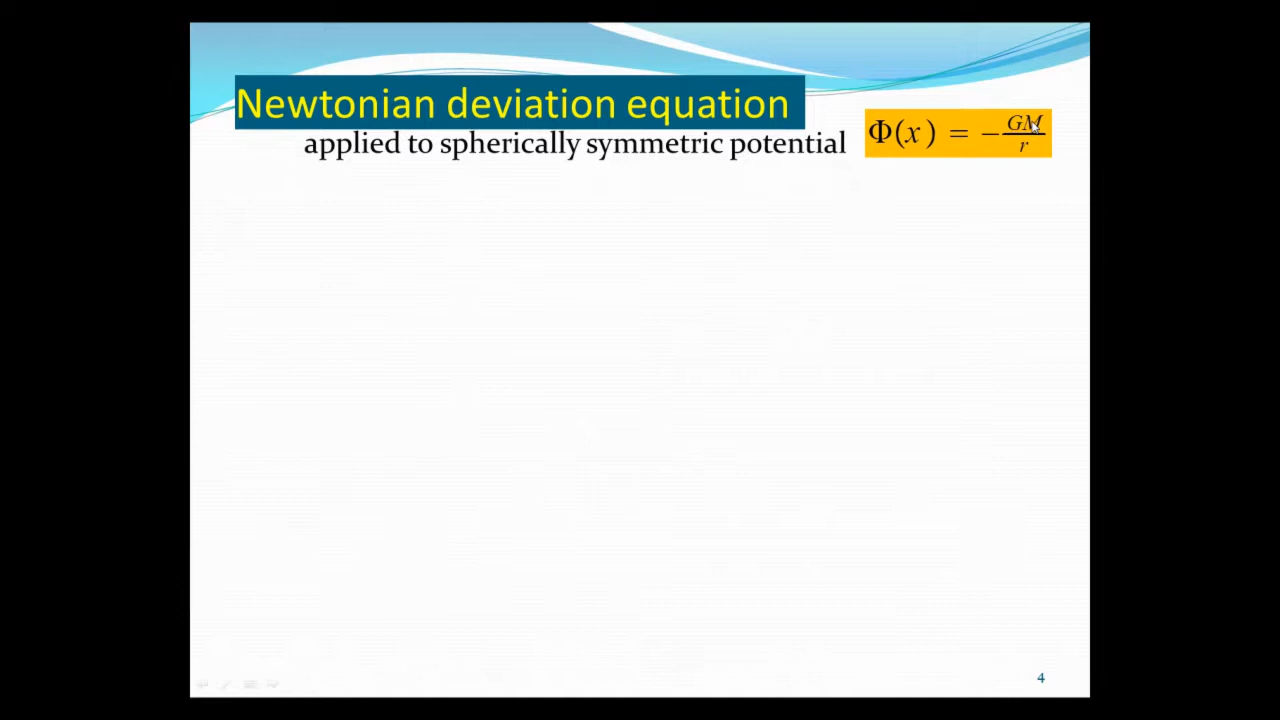 Newtonian deviation equation
applied to spherically symmetric potential
Φ(x) = −GM/r
4